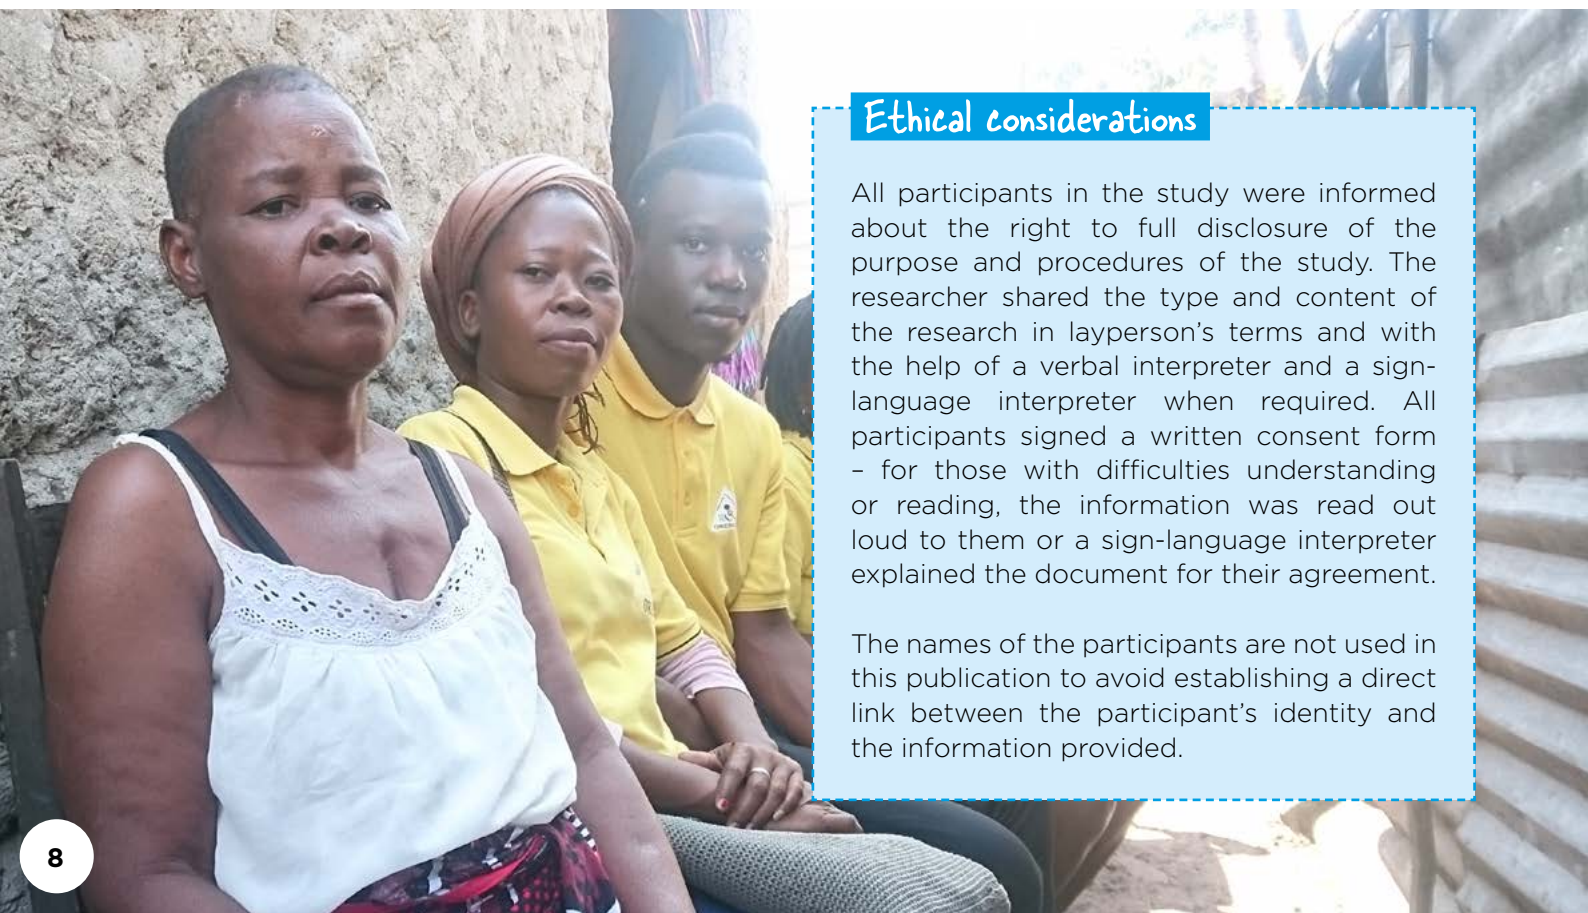 Ethical considerations
All participants in the study were informed
about the right to full disclosure of the
purpose and procedures of the study. The
researcher shared the type and content of
the research in layperson's terms and with
the help of a verbal interpreter and a sign-
language interpreter when required. All
participants signed a written consent form
– for those with difficulties understanding
or reading, the information was read out
loud to them or a sign-language interpreter
explained the document for their agreement.
The names of the participants are not used in
this publication to avoid establishing a direct
link between the participant's identity and
the information provided.
8